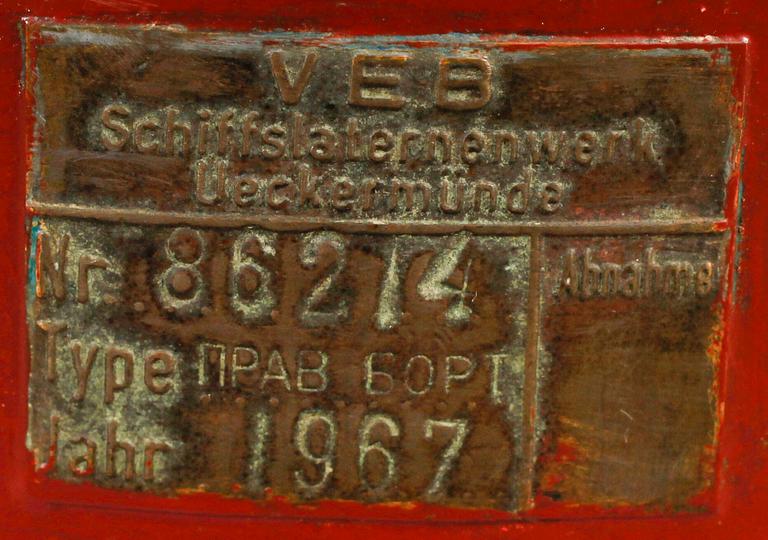 VEB
Schiffslaternenwerk
Ueckermünde
Nr. 86214 Abnahme
Type ПРАВ БОРТ
Jahr 1967